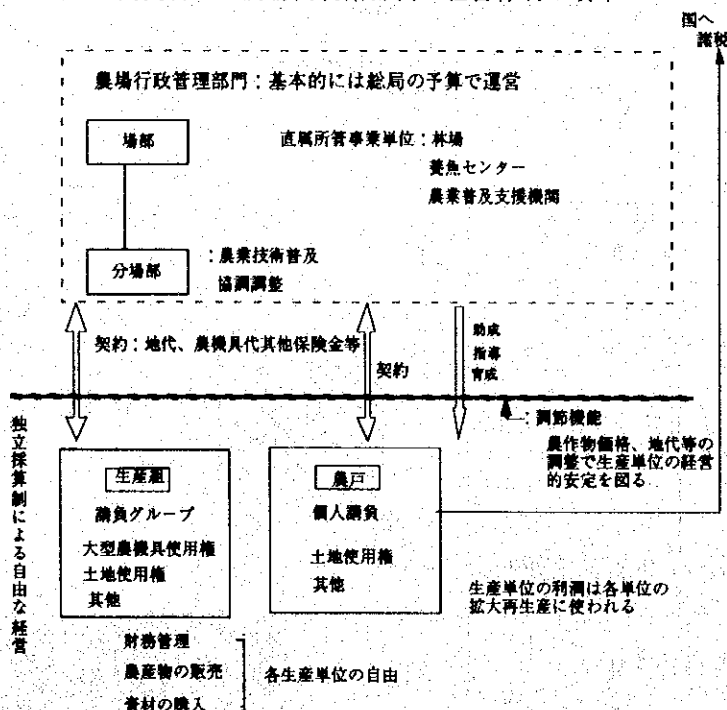 国へ
諸税
農場行政管理部門：基本的には総局の予算で運営
場部
直属所管事業単位：林場
養魚センター
農業普及支援機関
分場部
：農業技術普及
協調調整
契約：地代、農機具代其他保険金等
契約
助成
指導
育成
：調節機能
農作物価格、地代等の
調整で生産単位の経営
的安定を図る
独立採算制による自由な経営
生産組
請負グループ
大型農機具使用権
土地使用権
其他
農戸
個人請負
土地使用権
其他
生産単位の利潤は各単位の
拡大再生産に使われる
財務管理
農産物の販売
資材の購入
各生産単位の自由